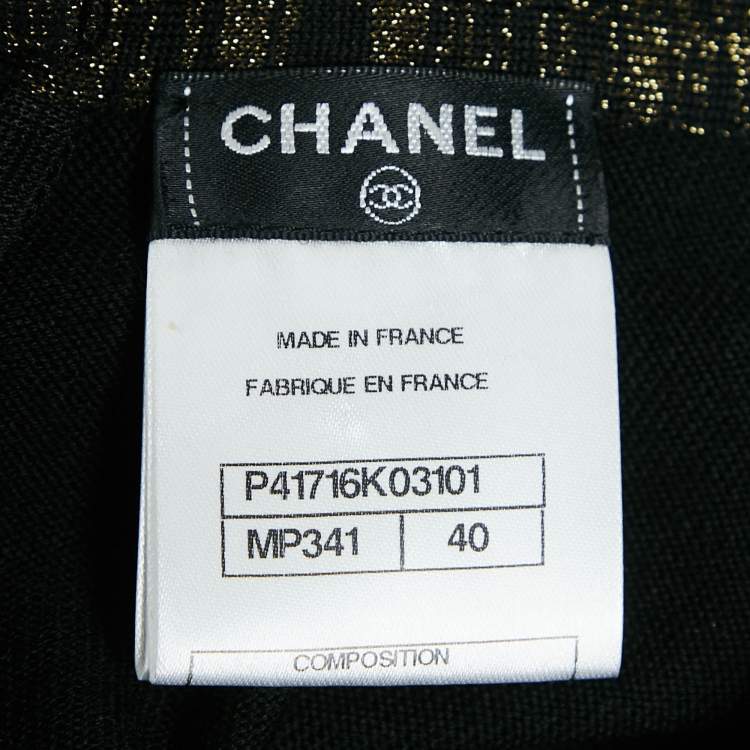 CHANEL
MADE IN FRANCE
FABRIQUE EN FRANCE
P41716K03101
MP341 40
COMPOSITION